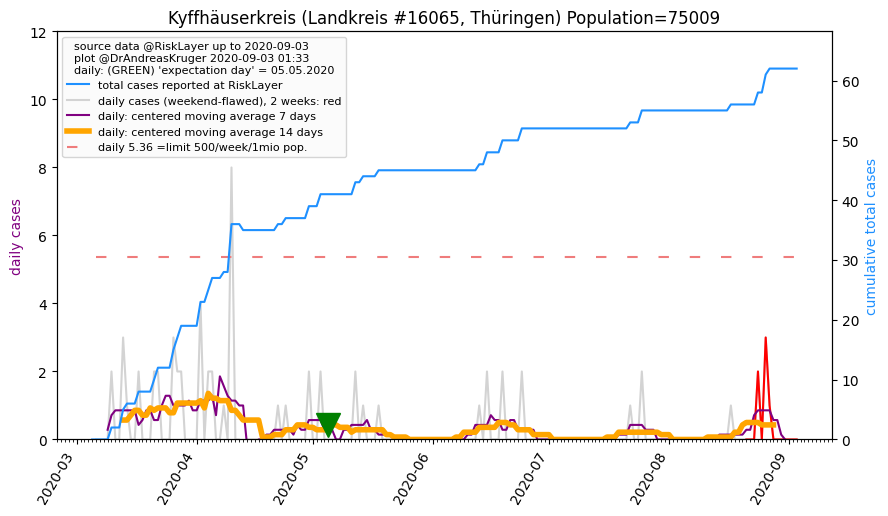 Kyffhäuserkreis (Landkreis #16065, Thüringen) Population=75009
source data @RiskLayer up to 2020-09-03
plot @DrAndreasKruger 2020-09-03 01:33
daily: (GREEN) 'expectation day' = 05.05.2020
total cases reported at RiskLayer
daily cases (weekend-flawed), 2 weeks: red
daily: centered moving average 7 days
daily: centered moving average 14 days
daily 5.36 =limit 500/week/1mio pop.
daily cases
12
10
8
6
4
2
0
cumulative total cases
60
50
40
30
20
10
0
2020-03
2020-04
2020-05
2020-06
2020-07
2020-08
2020-09